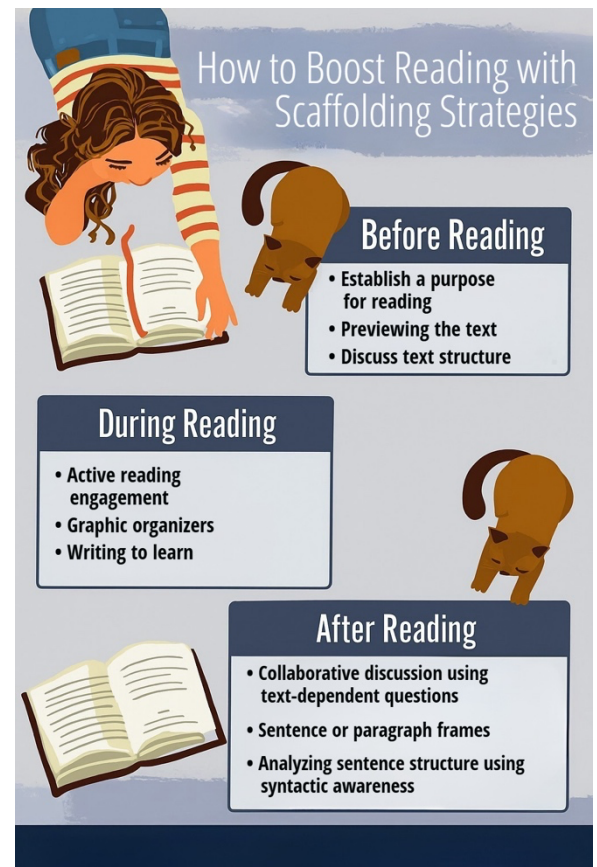 How to Boost Reading with
Scaffolding Strategies
Before Reading
• Establish a purpose
for reading
• Previewing the text
• Discuss text structure
During Reading
• Active reading
engagement
• Graphic organizers
• Writing to learn
After Reading
• Collaborative discussion using
text-dependent questions
• Sentence or paragraph frames
• Analyzing sentence structure using
syntactic awareness